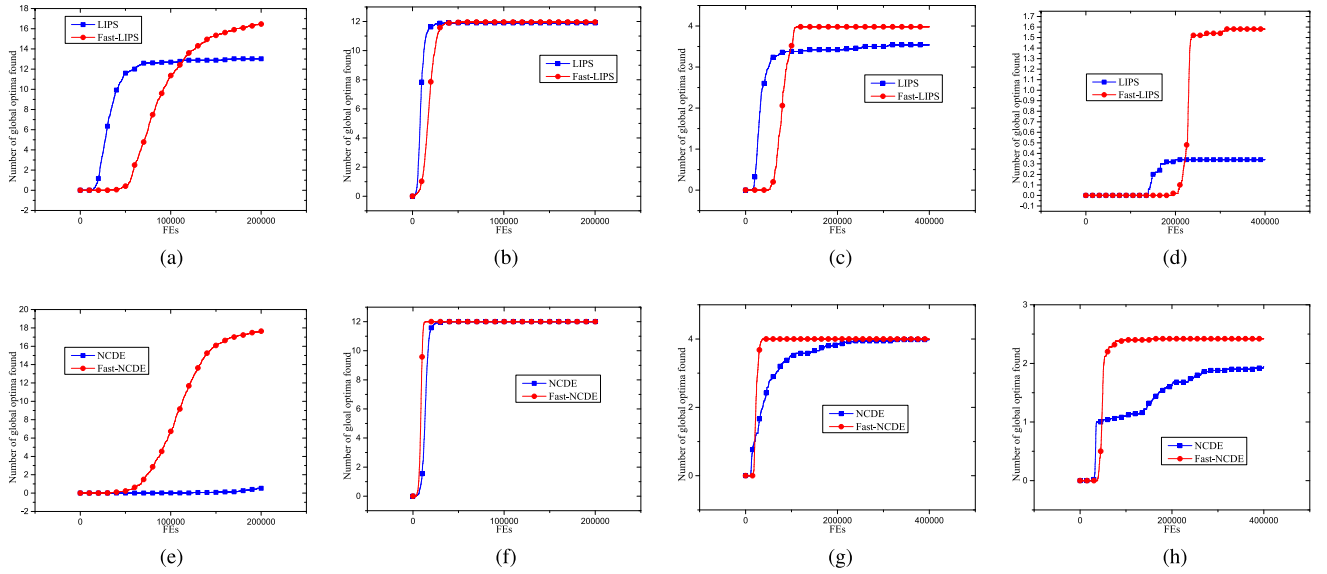 Number of global optima found
18
16
14
12
10
8
6
4
2
0
-2
LIPS
Fast-LIPS
0
100000
200000
FEs
(a)
Number of global optima found
12
10
8
6
4
2
0
LIPS
Fast-LIPS
0
100000
200000
FEs
(b)
Number of global optima found
4
2
0
LIPS
Fast-LIPS
0
200000
400000
FEs
(c)
Number of global optima found
1.8
1.7
1.6
1.5
1.4
1.3
1.2
1.1
1.0
0.9
0.8
0.7
0.6
0.5
0.4
0.3
0.2
0.1
0.0
-0.1
LIPS
Fast-LIPS
0
200000
400000
FEs
(d)
Number of global optima found
20
18
16
14
12
10
8
6
4
2
0
-2
NCDE
Fast-NCDE
0
100000
200000
FEs
(e)
Number of gloal optima found
12
10
8
6
4
2
0
NCDE
Fast-NCDE
0
100000
200000
FEs
(f)
Number of global optima found
4
2
0
NCDE
Fast-NCDE
0
200000
400000
FEs
(g)
Number of global optima found
3
2
1
0
NCDE
Fast-NCDE
0
200000
400000
FEs
(h)